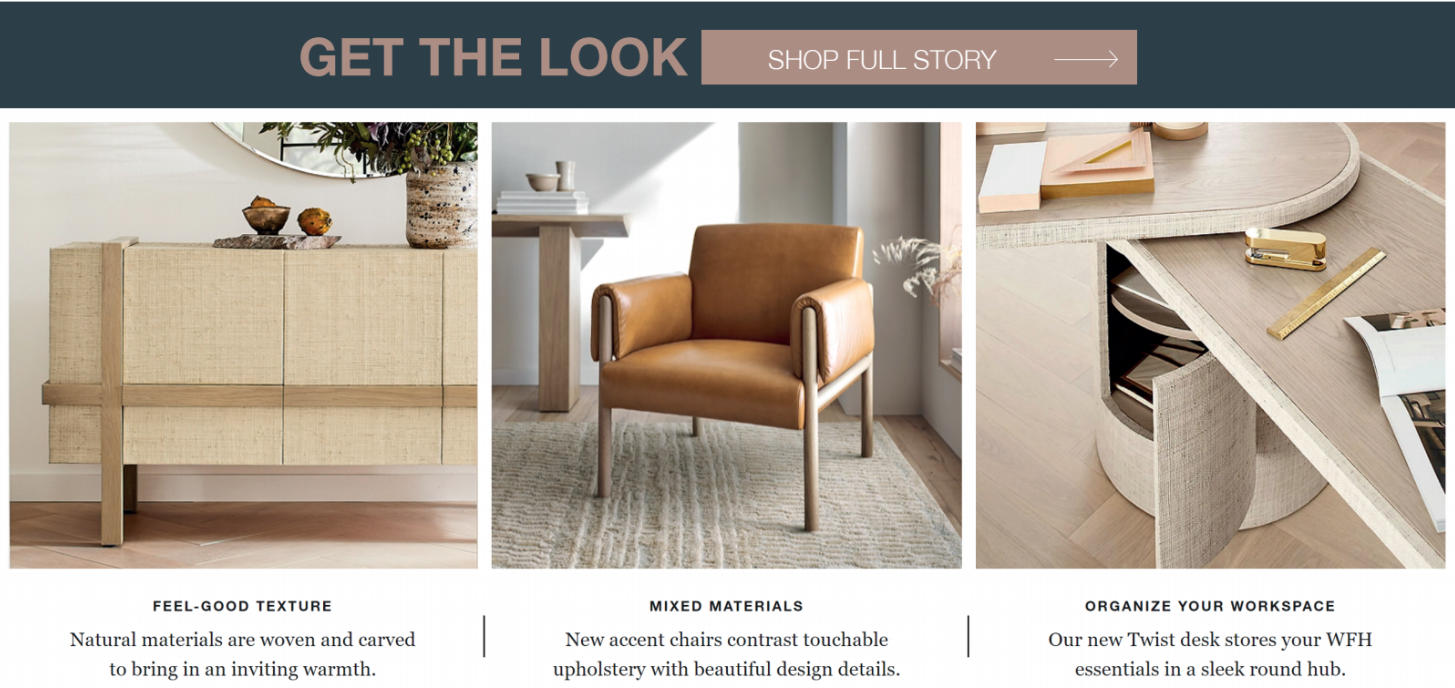 GET THE LOOK SHOP FULL STORY
FEEL-GOOD TEXTURE
Natural materials are woven and carved
to bring in an inviting warmth.
MIXED MATERIALS
New accent chairs contrast touchable
upholstery with beautiful design details.
ORGANIZE YOUR WORKSPACE
Our new Twist desk stores your WFH
essentials in a sleek round hub.